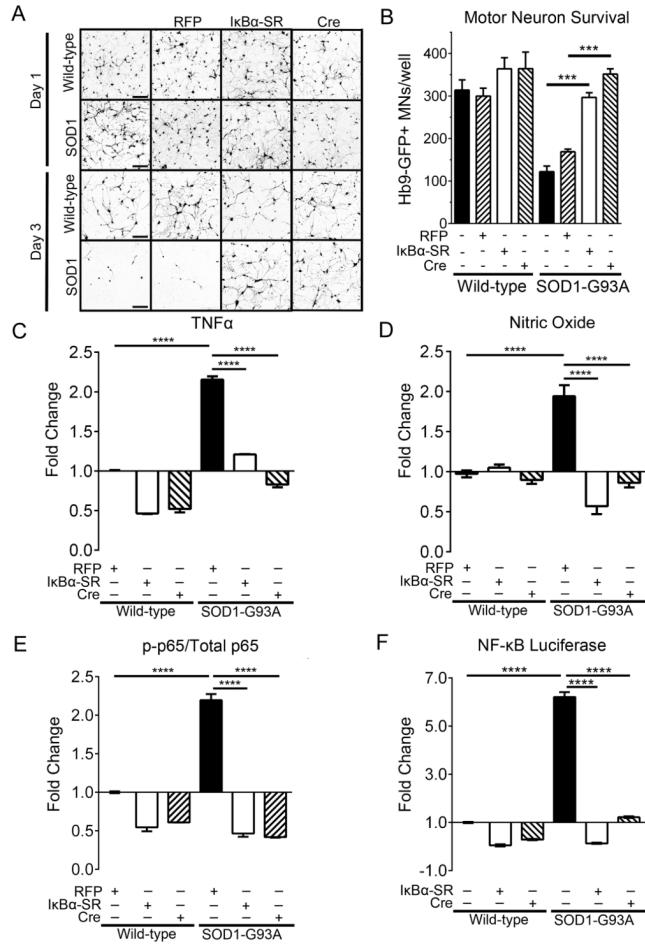 A
RFP IκBα-SR Cre
Day 1
Wild-type
SOD1
Day 3
Wild-type
SOD1
B
Motor Neuron Survival
Hb9-GFP+ MNs/well
400
300
200
100
0
***
***
RFP - + - - - + - -
IκBα-SR - - + - - - + -
Cre - - - + - - - +
Wild-type SOD1-G93A
C
TNFα
Fold Change
2.5
2.0
1.5
1.0
0.5
0.0
**** ****
****
RFP + – – + – –
IκBα-SR – + – – + –
Cre – – + – – +
Wild-type SOD1-G93A
D
Nitric Oxide
Fold Change
2.5
2.0
1.5
1.0
0.5
0.0
**** ****
****
RFP + – – + – –
IκBα-SR – + – – + –
Cre – – + – – +
Wild-type SOD1-G93A
E
p-p65/Total p65
Fold Change
2.5
2.0
1.5
1.0
0.5
0.0
**** ****
****
RFP + – – + – –
IκBα-SR – + – – + –
Cre – – + – – +
Wild-type SOD1-G93A
F
NF-κB Luciferase
Fold Change
7.0
5.0
3.0
1.0
-1.0
**** ****
****
IκBα-SR – + – – + –
Cre – – + – – +
Wild-type SOD1-G93A